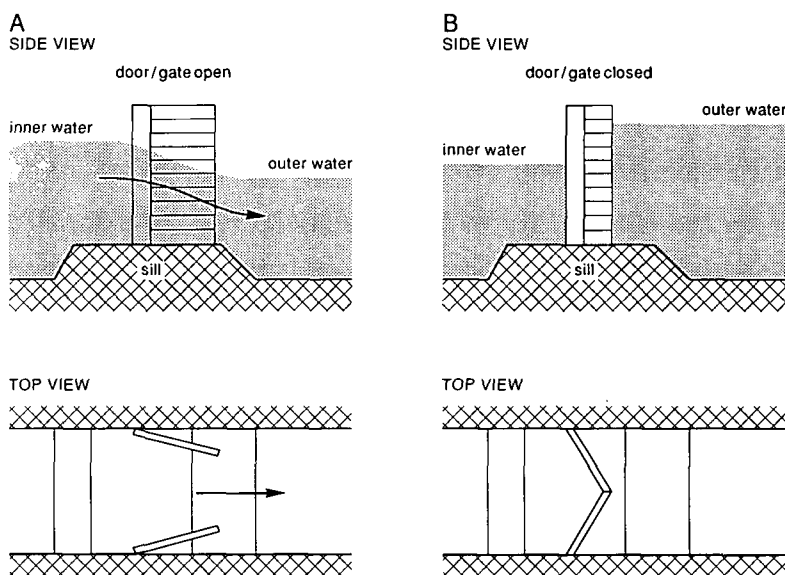 A
SIDE VIEW
door/gate open
inner water
outer water
sill
TOP VIEW
B
SIDE VIEW
door/gate closed
outer water
inner water
sill
TOP VIEW